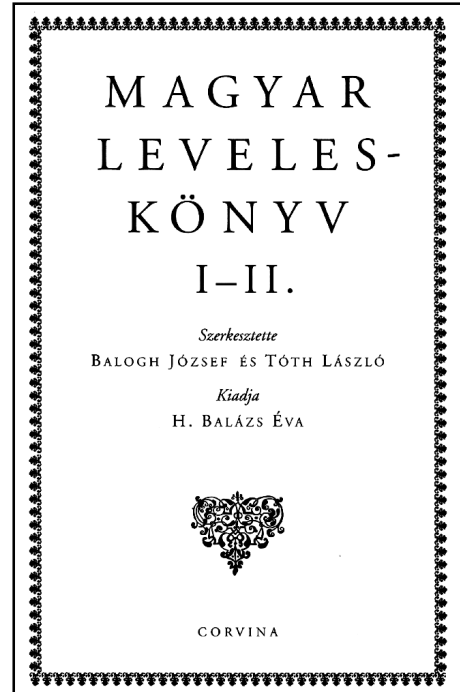 MAGYAR
LEVELES-
KÖNYV
I–II.
Szerkesztette
BALOGH JÓZSEF ÉS TÓTH LÁSZLÓ
Kiadja
H. BALÁZS ÉVA
CORVINA